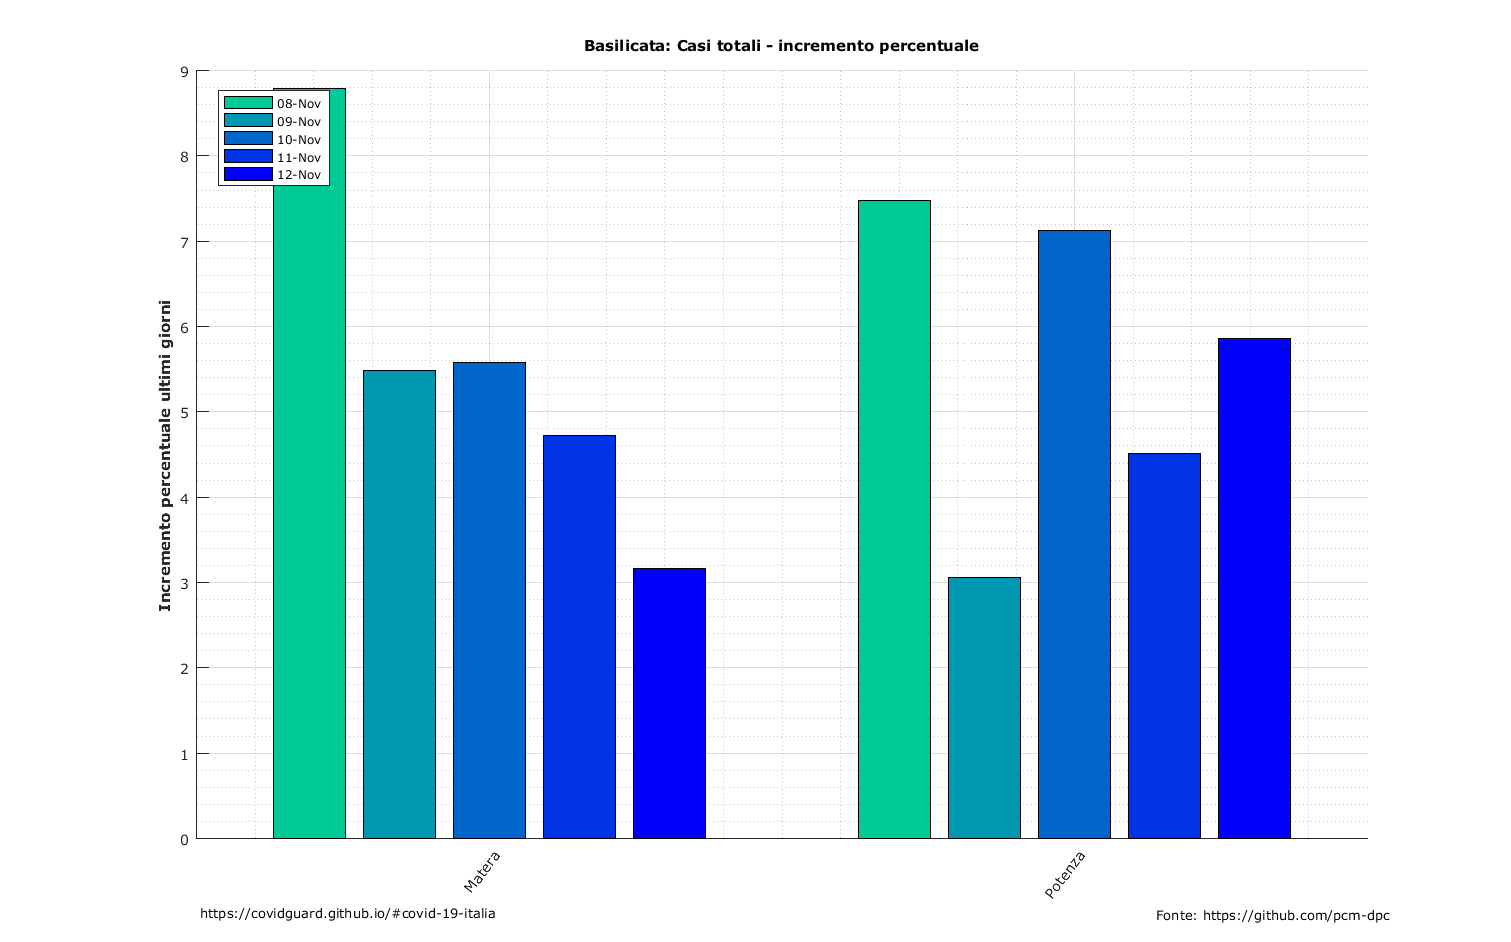 Basilicata: Casi totali - incremento percentuale
Incremento percentuale ultimi giorni
9
8
7
6
5
4
3
2
1
0
08-Nov
09-Nov
10-Nov
11-Nov
12-Nov
Matera
Potenza
https://covidguard.github.io/#covid-19-italia
Fonte: https://github.com/pcm-dpc